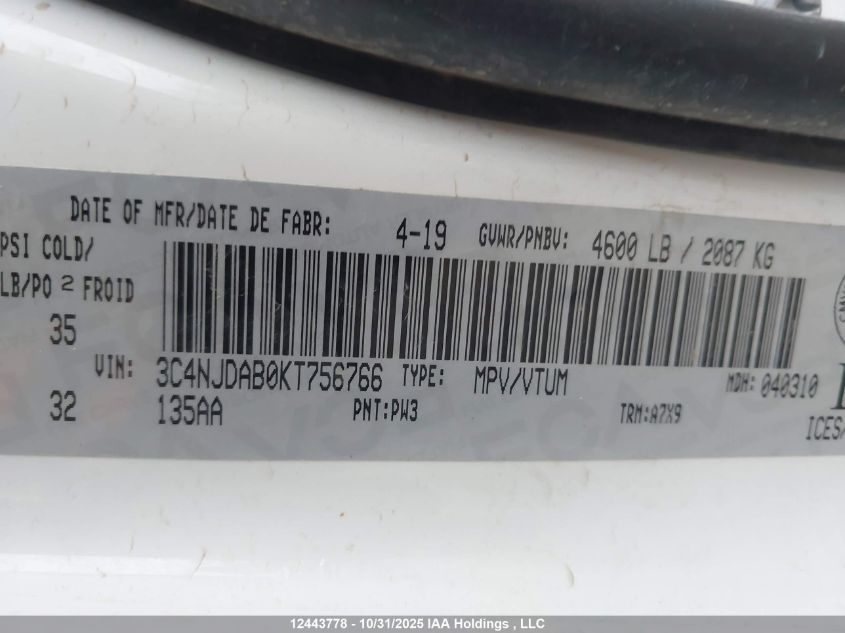 DATE OF MFR/DATE DE FABR: 4-19 GVWR/PNBV: 4600 LB / 2087 KG
PSI COLD/
LB/PO 2 FROID
35
VIN: 3C4NJDAB0KT756766 TYPE: MPV/VTUM MDH: 040310
32 135AA PNT:PW3 TRM:A7X9
ICES/
12443778 - 10/31/2025 IAA Holdings , LLC